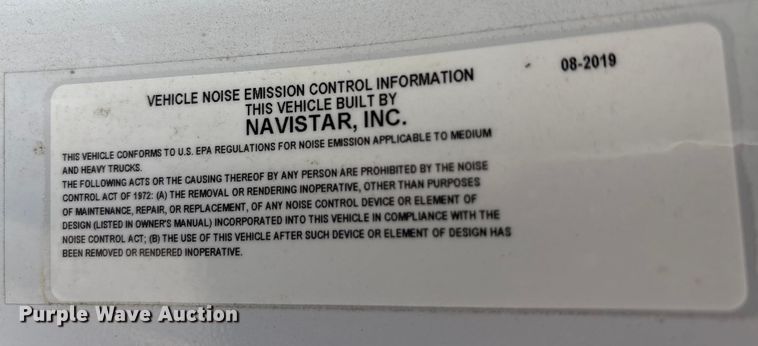 VEHICLE NOISE EMISSION CONTROL INFORMATION
08-2019
THIS VEHICLE BUILT BY
NAVISTAR, INC.
THIS VEHICLE CONFORMS TO U.S. EPA REGULATIONS FOR NOISE EMISSION APPLICABLE TO MEDIUM
AND HEAVY TRUCKS.
THE FOLLOWING ACTS OR THE CAUSING THEREOF BY ANY PERSON ARE PROHIBITED BY THE NOISE
CONTROL ACT OF 1972: (A) THE REMOVAL OR RENDERING INOPERATIVE, OTHER THAN PURPOSES
OF MAINTENANCE, REPAIR, OR REPLACEMENT, OF ANY NOISE CONTROL DEVICE OR ELEMENT OF
DESIGN (LISTED IN OWNER'S MANUAL) INCORPORATED INTO THIS VEHICLE IN COMPLIANCE WITH THE
NOISE CONTROL ACT; (B) THE USE OF THIS VEHICLE AFTER SUCH DEVICE OR ELEMENT OF DESIGN HAS
BEEN REMOVED OR RENDERED INOPERATIVE.
Purple Wave Auction